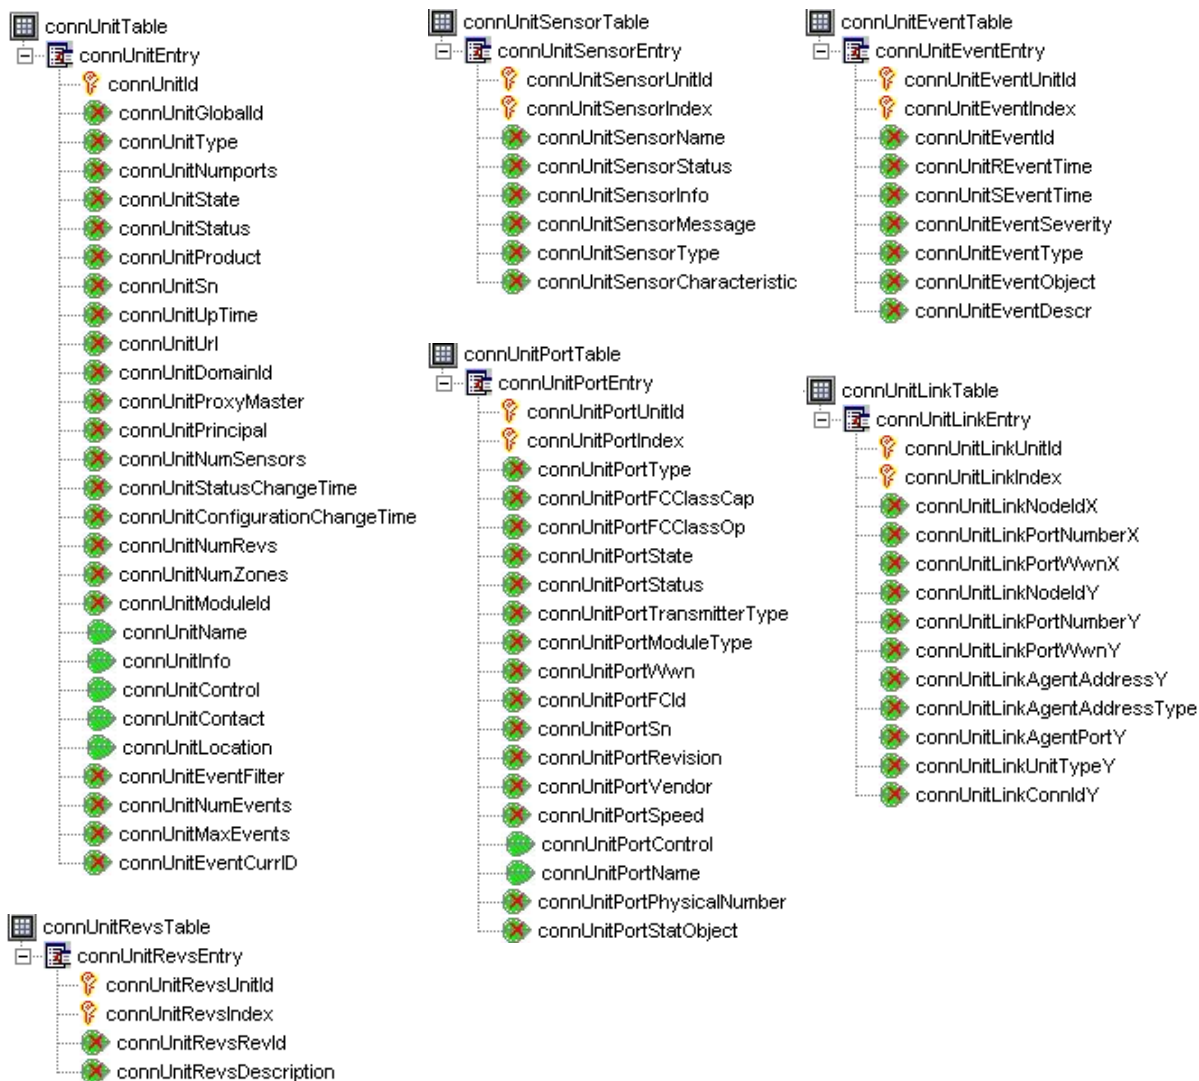 connUnitTable
connUnitEntry
connUnitId
connUnitGlobalId
connUnitType
connUnitNumports
connUnitState
connUnitStatus
connUnitProduct
connUnitSn
connUnitUpTime
connUnitUrl
connUnitDomainId
connUnitProxyMaster
connUnitPrincipal
connUnitNumSensors
connUnitStatusChangeTime
connUnitConfigurationChangeTime
connUnitNumRevs
connUnitNumZones
connUnitModuleId
connUnitName
connUnitInfo
connUnitControl
connUnitContact
connUnitLocation
connUnitEventFilter
connUnitNumEvents
connUnitMaxEvents
connUnitEventCurrID
connUnitRevsTable
connUnitRevsEntry
connUnitRevsUnitId
connUnitRevsIndex
connUnitRevsRevId
connUnitRevsDescription
connUnitSensorTable
connUnitSensorEntry
connUnitSensorUnitId
connUnitSensorIndex
connUnitSensorName
connUnitSensorStatus
connUnitSensorInfo
connUnitSensorMessage
connUnitSensorType
connUnitSensorCharacteristic
connUnitPortTable
connUnitPortEntry
connUnitPortUnitId
connUnitPortIndex
connUnitPortType
connUnitPortFCClassCap
connUnitPortFCClassOp
connUnitPortState
connUnitPortStatus
connUnitPortTransmitterType
connUnitPortModuleType
connUnitPortWwn
connUnitPortFCId
connUnitPortSn
connUnitPortRevision
connUnitPortVendor
connUnitPortSpeed
connUnitPortControl
connUnitPortName
connUnitPortPhysicalNumber
connUnitPortStatObject
connUnitEventTable
connUnitEventEntry
connUnitEventUnitId
connUnitEventIndex
connUnitEventId
connUnitREventTime
connUnitSEventTime
connUnitEventSeverity
connUnitEventType
connUnitEventObject
connUnitEventDescr
connUnitLinkTable
connUnitLinkEntry
connUnitLinkUnitId
connUnitLinkIndex
connUnitLinkNodeIdX
connUnitLinkPortNumberX
connUnitLinkPortWwnX
connUnitLinkNodeIdY
connUnitLinkPortNumberY
connUnitLinkPortWwnY
connUnitLinkAgentAddressY
connUnitLinkAgentAddressType
connUnitLinkAgentPortY
connUnitLinkUnitTypeY
connUnitLinkConnIdY